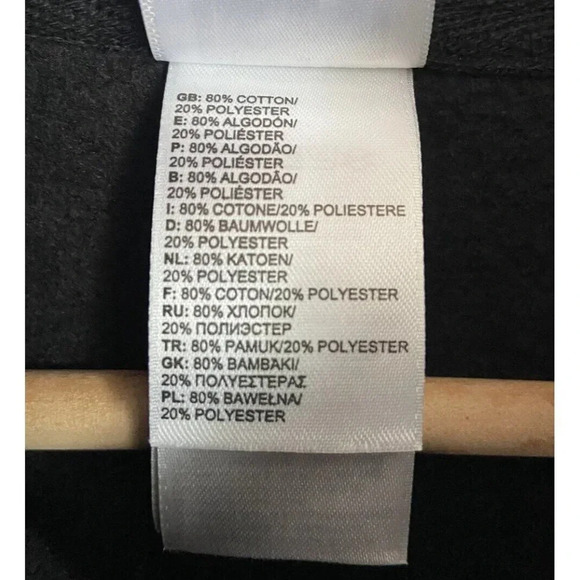 GB: 80% COTTON/
20% POLYESTER
E: 80% ALGODÓN/
20% POLIÉSTER
P: 80% ALGODÃO/
20% POLIÉSTER
B: 80% ALGODÃO/
20% POLIÉSTER
I: 80% COTONE/20% POLIESTERE
D: 80% BAUMWOLLE/
20% POLYESTER
NL: 80% KATOEN/
20% POLYESTER
F: 80% COTON/20% POLYESTER
RU: 80% ХЛОПОК/
20% ПОЛИЭСТЕР
TR: 80% PAMUK/20% POLYESTER
GK: 80% ΒΑΜΒΑΚΙ/
20% ΠΟΛΥΕΣΤΕΡΑΣ
PL: 80% BAWEŁNA/
20% POLYESTER